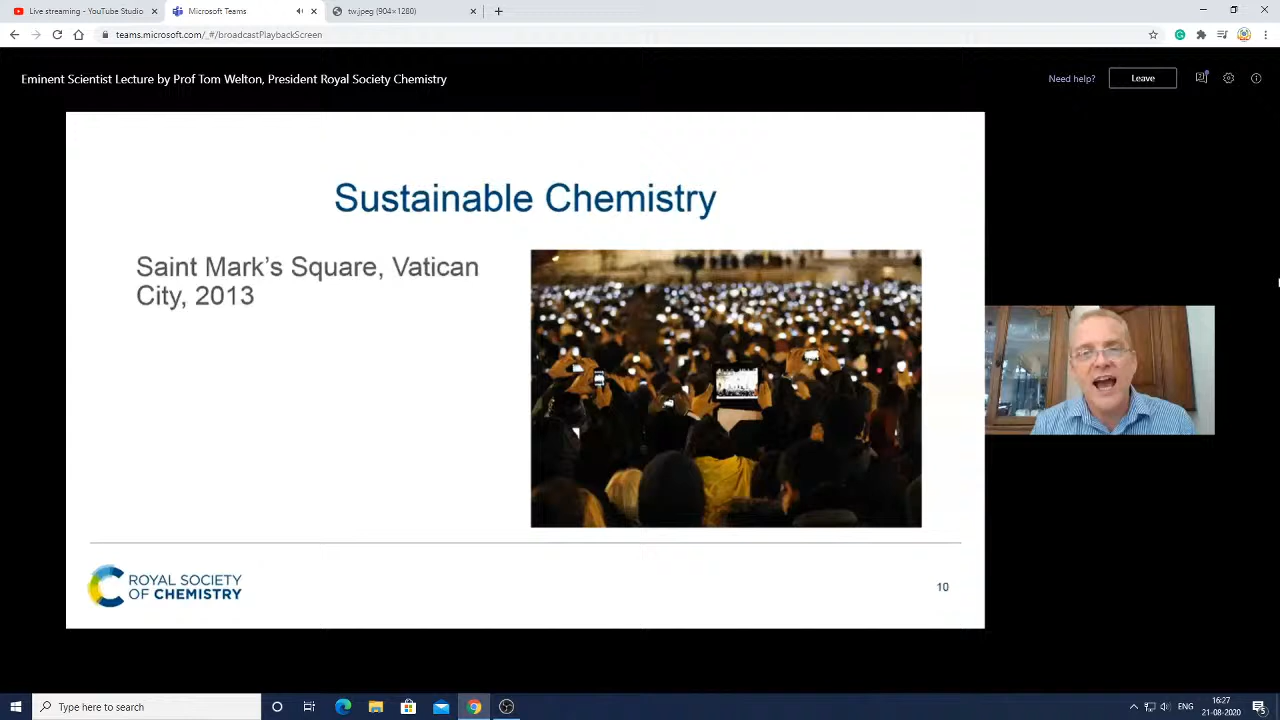 Live streaming - YouTube Studio
Microsoft Teams
tw.jpeg (904×1280)
teams.microsoft.com/_#/broadcastPlaybackScreen
Eminent Scientist Lecture by Prof Tom Welton, President Royal Society Chemistry
Need help?
Leave
Sustainable Chemistry
Saint Mark's Square, Vatican
City, 2013
ROYAL SOCIETY
OF CHEMISTRY
10
Type here to search
ENG
16:27
21-08-2020